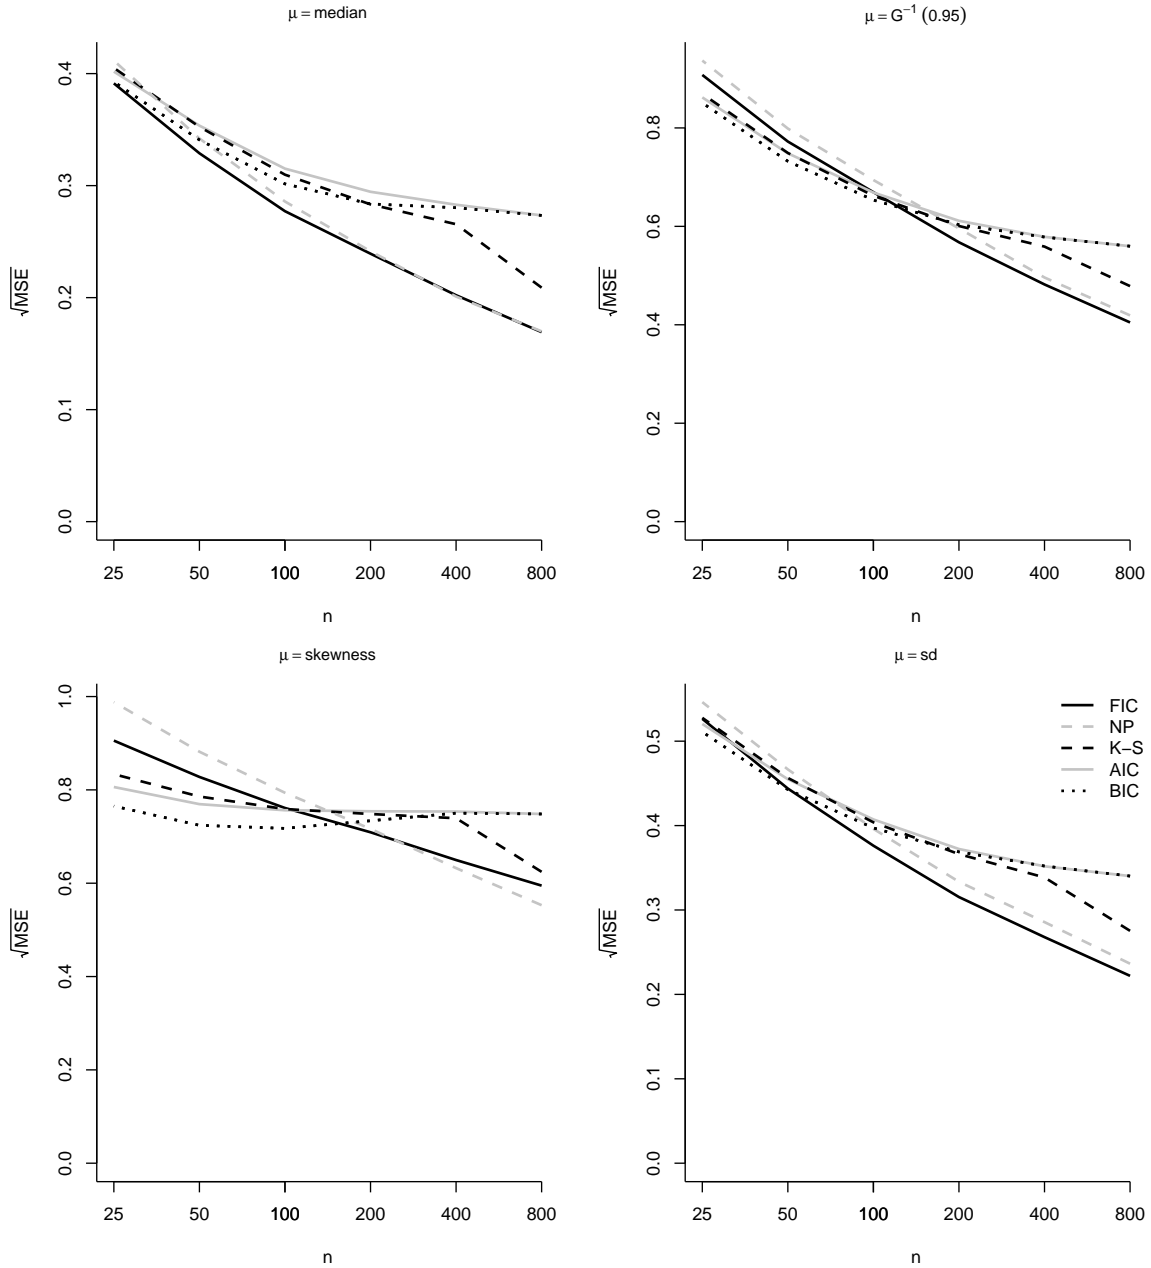 μ = median
√MSE
0.0 0.1 0.2 0.3 0.4
25 50 100 200 400 800
n
μ = G⁻¹ (0.95)
√MSE
0.0 0.2 0.4 0.6 0.8
25 50 100 200 400 800
n
μ = skewness
√MSE
0.0 0.2 0.4 0.6 0.8 1.0
25 50 100 200 400 800
n
μ = sd
√MSE
0.0 0.1 0.2 0.3 0.4 0.5
25 50 100 200 400 800
n
FIC
NP
K−S
AIC
BIC